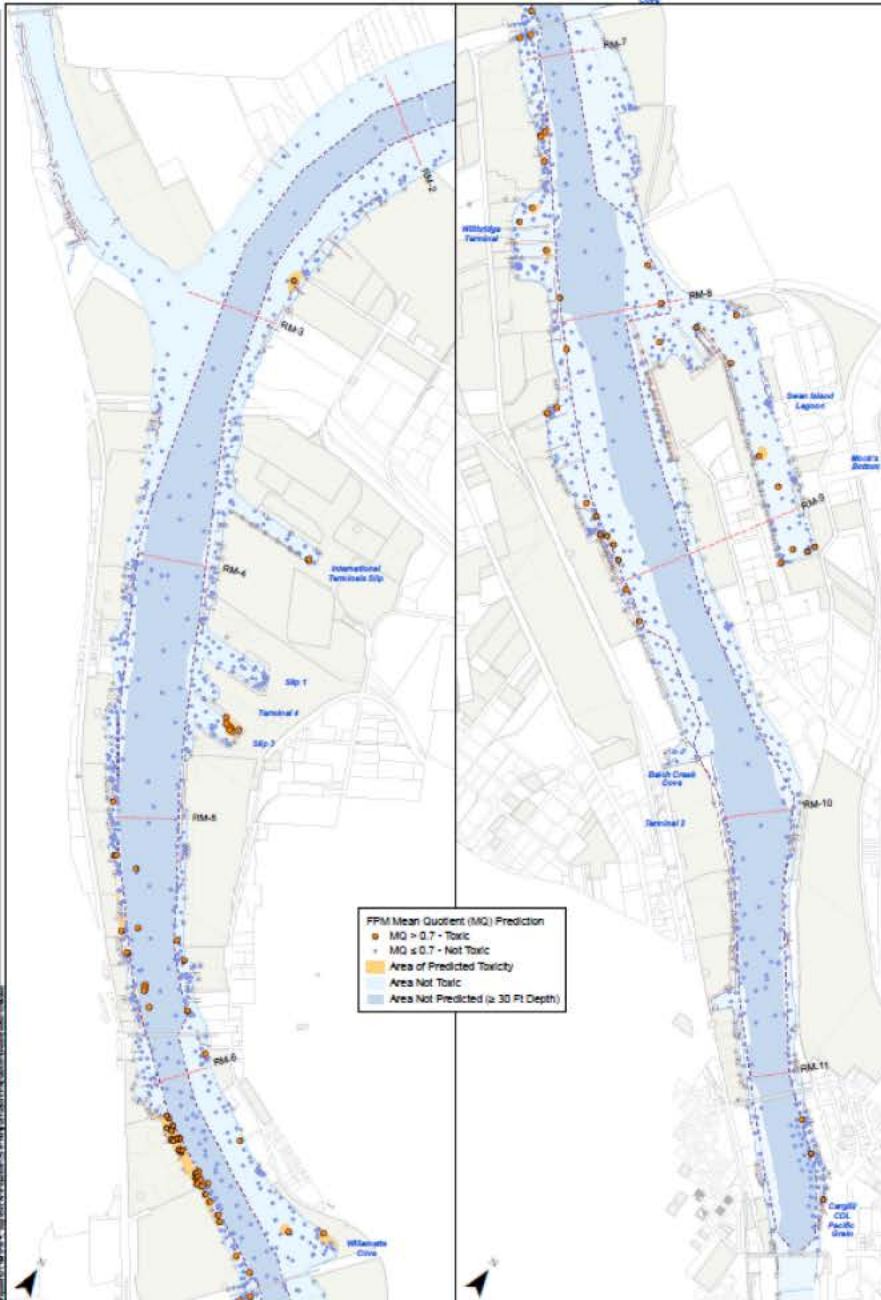 RM-2
RM-3
RM-4
International
Terminals Slip
Slip 1
Terminal 4
Slip 3
RM-5
RM-6
Willamette
Cove
RM-7
Willbridge
Terminal
RM-8
Swan Island
Lagoon
Mock's
Bottom
RM-9
Balch Creek
Cove
Terminal 2
RM-10
RM-11
Cargill/
CDL
Pacific
Grain
FPM Mean Quotient (MQ) Prediction
MQ > 0.7 - Toxic
MQ ≤ 0.7 - Not Toxic
Area of Predicted Toxicity
Area Not Toxic
Area Not Predicted (≥ 30 Ft Depth)
N
N